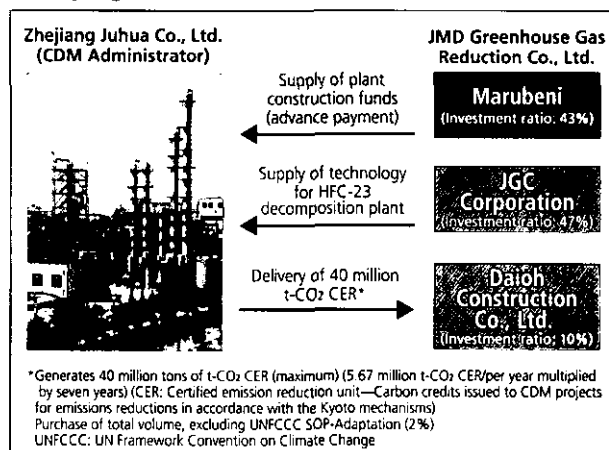 Zhejiang Juhua Co., Ltd.
(CDM Administrator)
JMD Greenhouse Gas
Reduction Co., Ltd.
Supply of plant
construction funds
(advance payment)
Marubeni
(Investment ratio: 43%)
Supply of technology
for HFC-23
decomposition plant
JGC
Corporation
(Investment ratio: 47%)
Delivery of 40 million
t-CO₂ CER*
Daioh
Construction
Co., Ltd.
(Investment ratio: 10%)
*Generates 40 million tons of t-CO₂ CER (maximum) (5.67 million t-CO₂ CER/per year multiplied
by seven years) (CER: Certified emission reduction unit—Carbon credits issued to CDM projects
for emissions reductions in accordance with the Kyoto mechanisms)
Purchase of total volume, excluding UNFCCC SOP-Adaptation (2%)
UNFCCC: UN Framework Convention on Climate Change